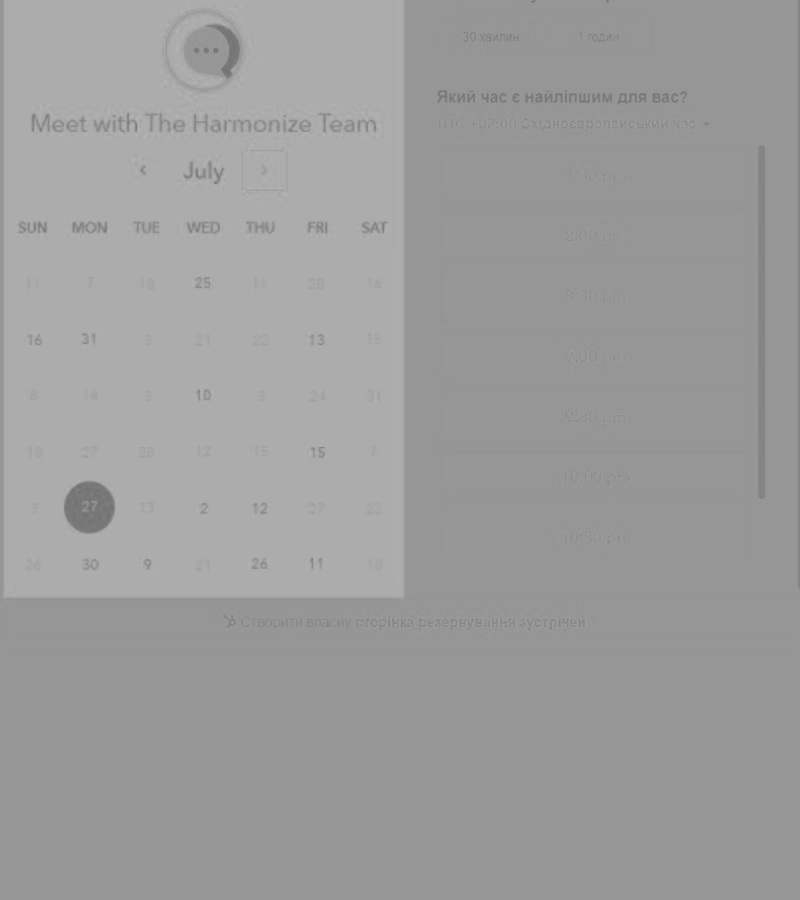 30 хвилин
1 годин
Meet with The Harmonize Team
‹ July ›
SUN MON TUE WED THU FRI SAT
11 7 18 25 11 28 16
16 31 3 21 22 13 15
8 14 3 10 3 24 31
10 27 28 12 15 15 7
3 27 13 2 12 27 22
26 30 9 21 26 11 10
Який час є найліпшим для вас?
UTC +03:00 Східноєвропейський час
7:30 pm
8:00 pm
8:30 pm
9:00 pm
9:30 pm
10:00 pm
10:30 pm
Створити власну сторінка резервування зустрічей